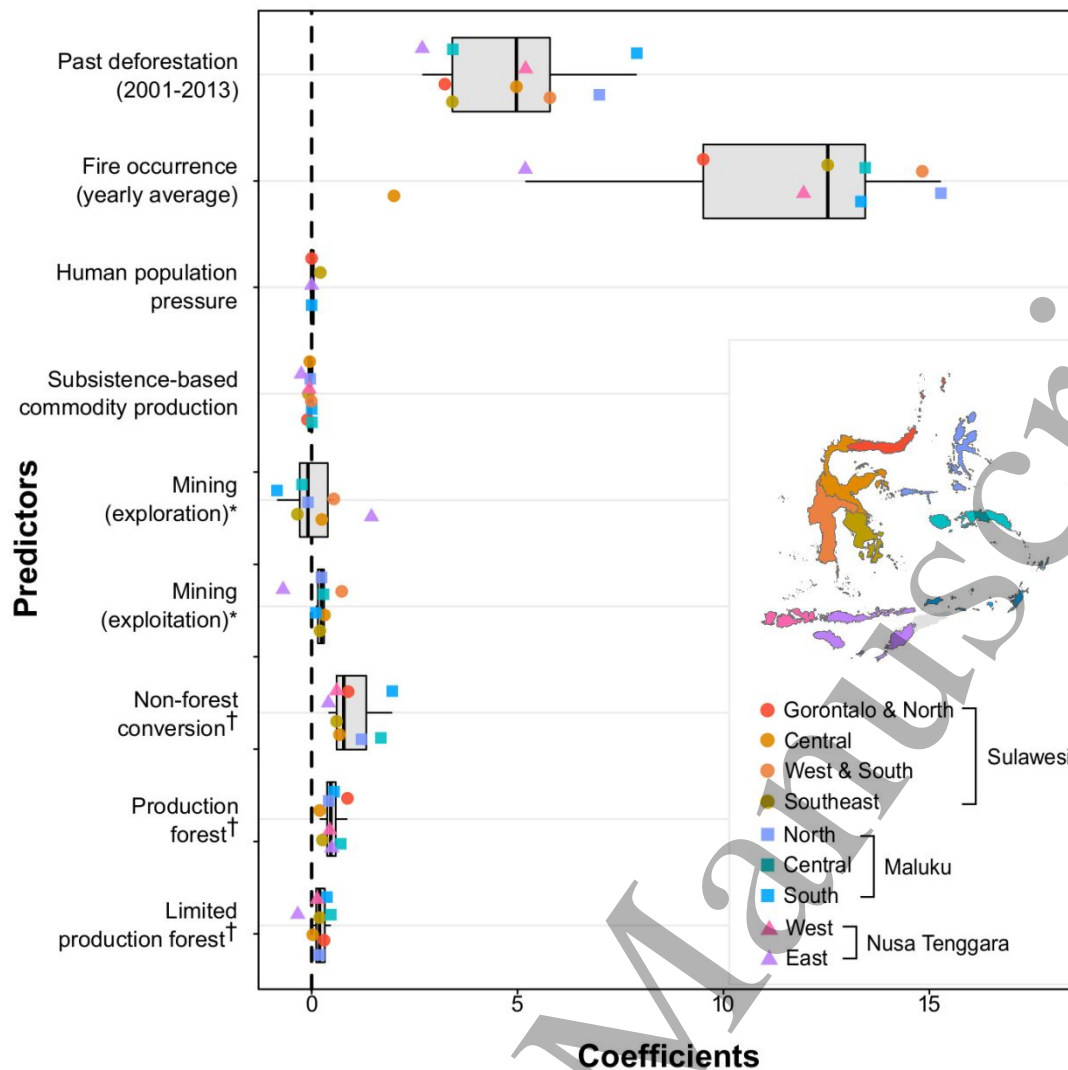 Past deforestation
(2001-2013)
Fire occurrence
(yearly average)
Human population
pressure
Subsistence-based
commodity production
Mining
(exploration)*
Mining
(exploitation)*
Non-forest
conversion†
Production
forest†
Limited
production forest†
Predictors
Gorontalo & North
Central
West & South
Southeast
Sulawesi
North
Central
South
Maluku
West
East
Nusa Tenggara
0 5 10 15
Coefficients
Manuscri